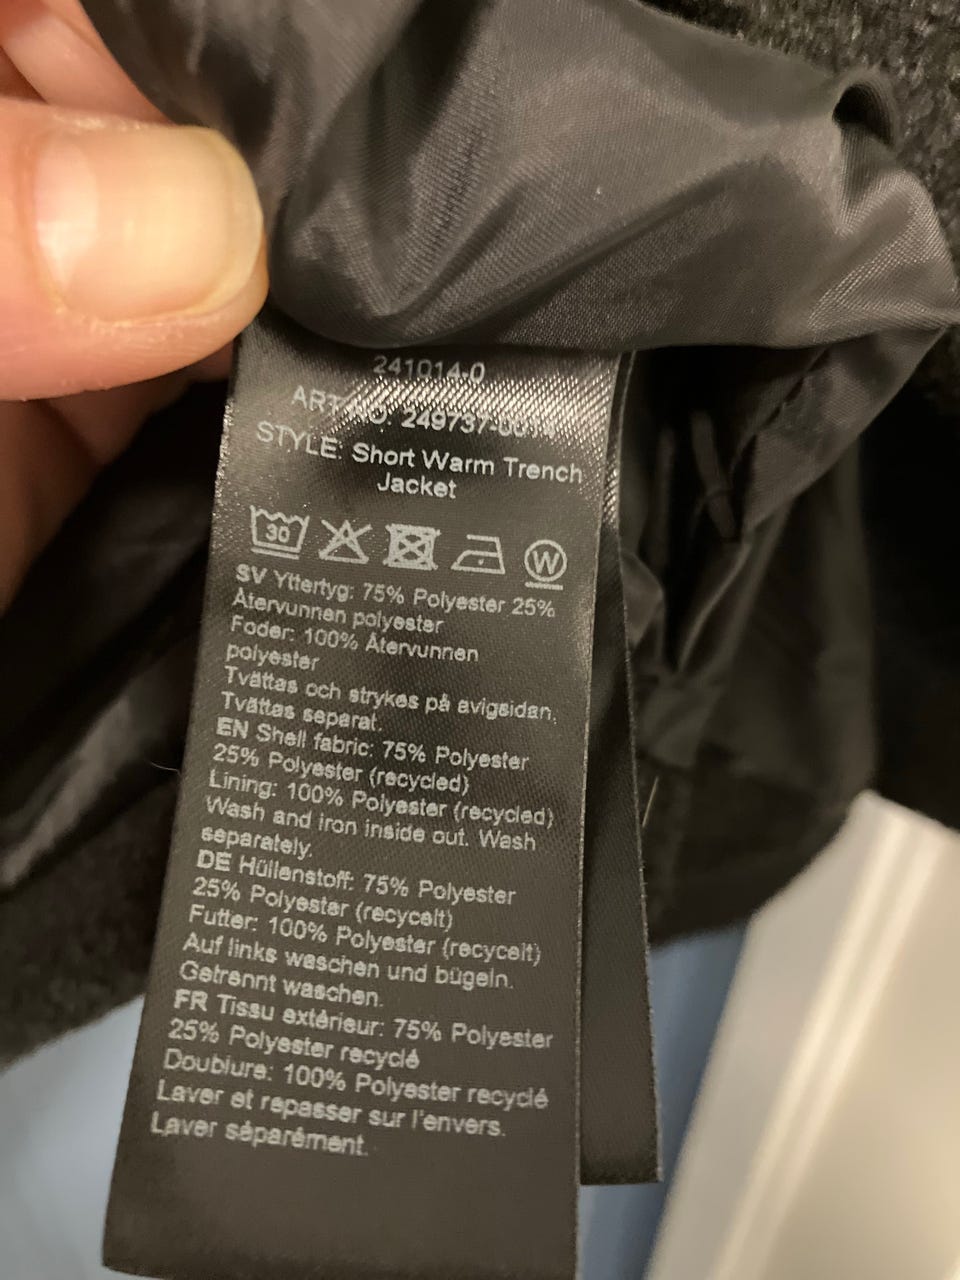 241014-0
STYLE: Short Warm Trench
Jacket
30 W
SV Yttertyg: 75% Polyester 25%
Återvunnen polyester
Foder: 100% Återvunnen
polyester
Tvättas och strykes på avigsidan,
Tvättas separat.
EN Shell fabric: 75% Polyester
25% Polyester (recycled)
Lining: 100% Polyester (recycled)
Wash and iron inside out. Wash
separately.
DE Hüllenstoff: 75% Polyester
25% Polyester (recycelt)
Futter: 100% Polyester (recycelt)
Auf links waschen und bügeln.
Getrennt waschen.
FR Tissu extérieur: 75% Polyester
25% Polyester recyclé
Doublure: 100% Polyester recyclé
Laver et repasser sur l'envers.
Laver séparément.